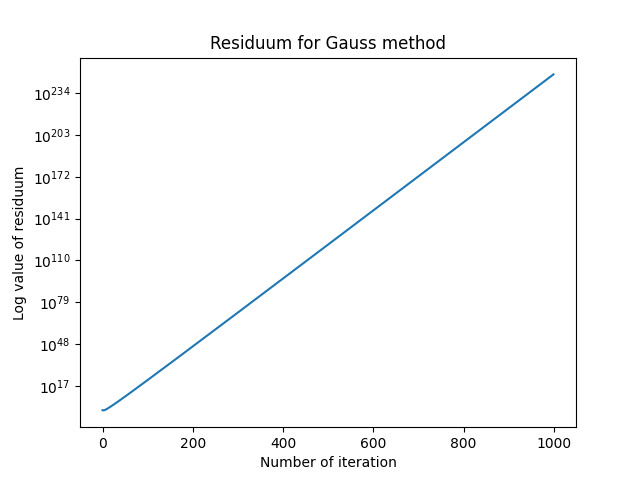 Residuum for Gauss method
Log value of residuum
10^234
10^203
10^172
10^141
10^110
10^79
10^48
10^17
0 200 400 600 800 1000
Number of iteration